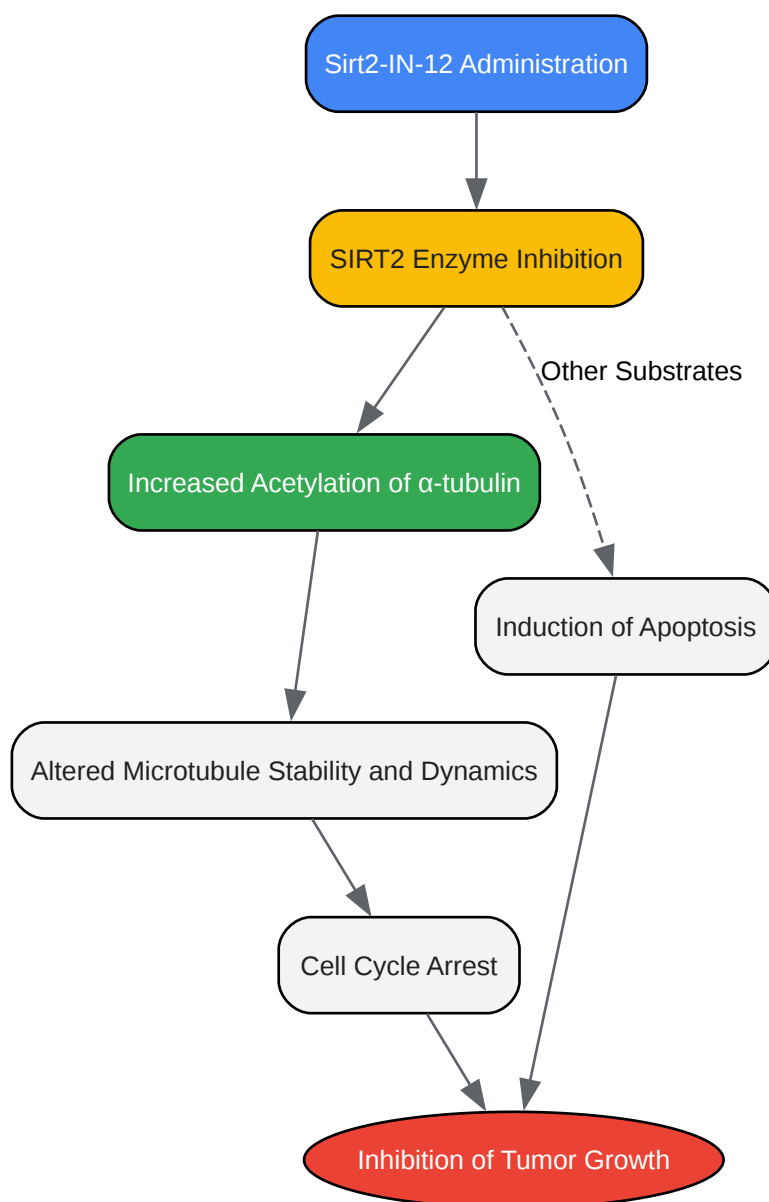 Sirt2-IN-12 Administration
SIRT2 Enzyme Inhibition
Other Substrates
Increased Acetylation of α-tubulin
Induction of Apoptosis
Altered Microtubule Stability and Dynamics
Cell Cycle Arrest
Inhibition of Tumor Growth